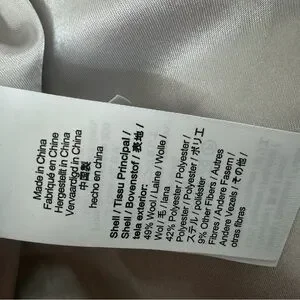 Made in China
Fabriqué en Chine
Hergestellt in China
Vervaardigd in China
中国製
hecho en china
Shell / Tissu Principal /
Shell / Bovenstof / 表地 /
tela exterior:
49% Wool / Laine / Wolle /
Wol / 毛 / lana
42% Polyester / Polyester /
Polyester / Polyester / ポリエ
ステル / poliéster
9% Other Fibers / Autres
Fibres / Andere Fasern /
Andere Vezels / その他 /
otras fibras